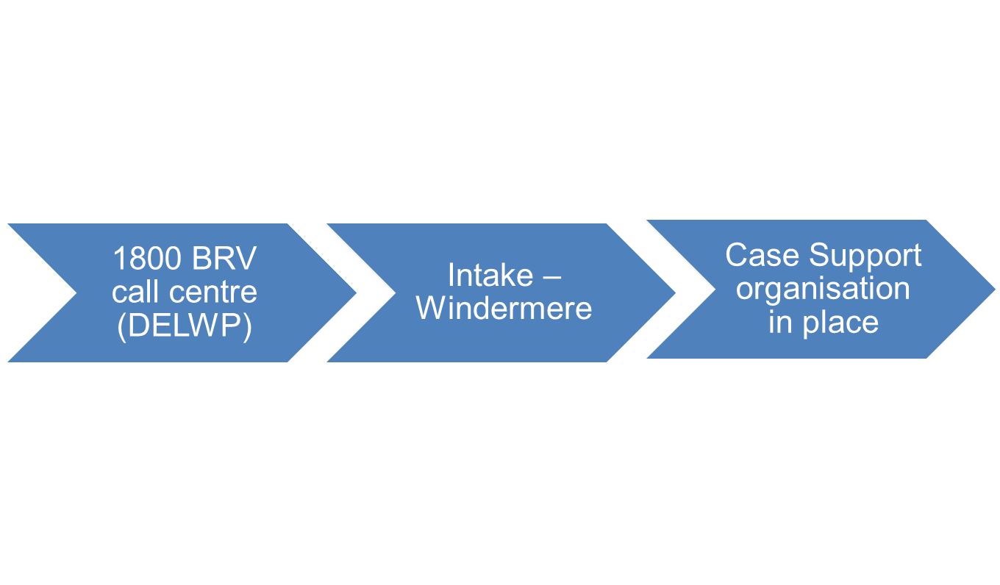 1800 BRV
call centre
(DELWP)
Intake –
Windermere
Case Support
organisation
in place